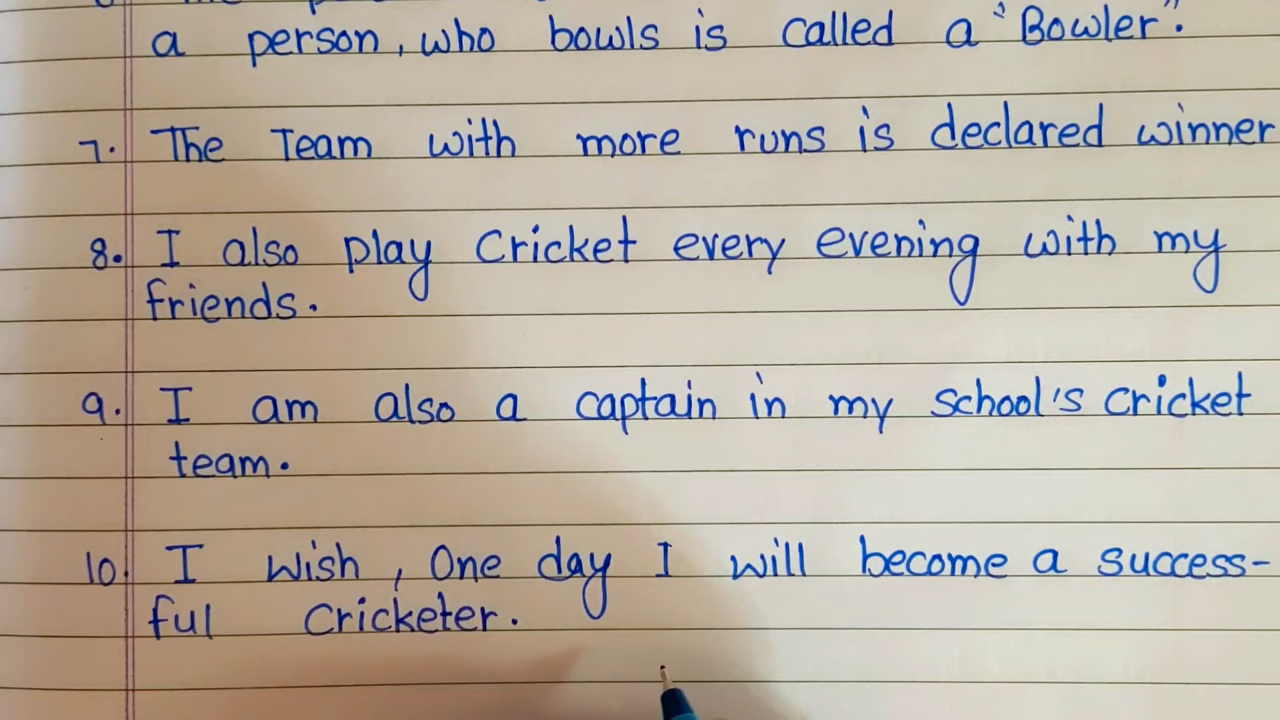 a person, who bowls is called a "Bowler".
7. The Team with more runs is declared winner
8. I also play Cricket every evening with my
friends.
9. I am also a captain in my school's cricket
team.
10. I wish, One day I will become a success-
ful cricketer.